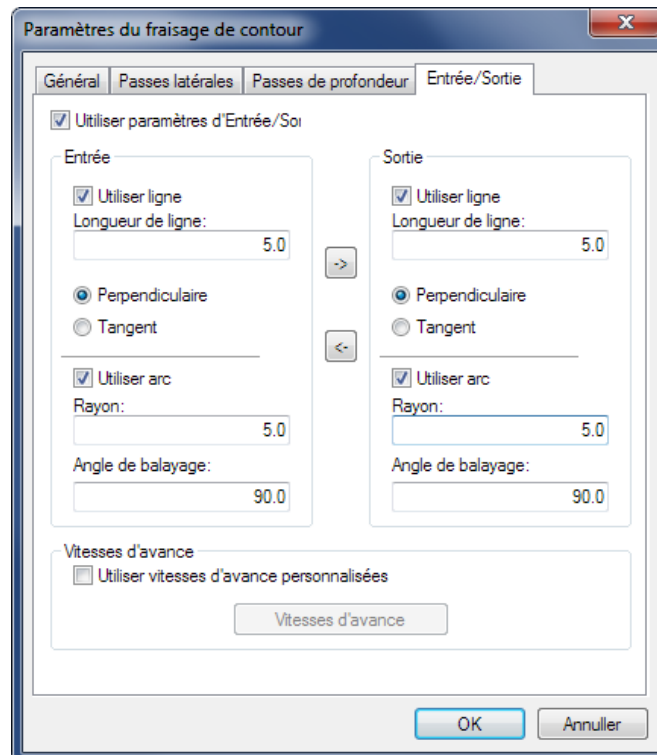 Paramètres du fraisage de contour
Général Passes latérales Passes de profondeur Entrée/Sortie
Uitiliser paramètres d'Entrée/Sor
Entrée
Utiliser ligne
Longueur de ligne:
5.0
Perpendiculaire
Tangent
Utiliser arc
Rayon:
5.0
Angle de balayage:
90.0
->
<-
Sortie
Utiliser ligne
Longueur de ligne:
5.0
Perpendiculaire
Tangent
Utiliser arc
Rayon:
5.0
Angle de balayage:
90.0
Vitesses d'avance
Utiliser vitesses d'avance personnalisées
Vitesses d'avance
OK Annuller